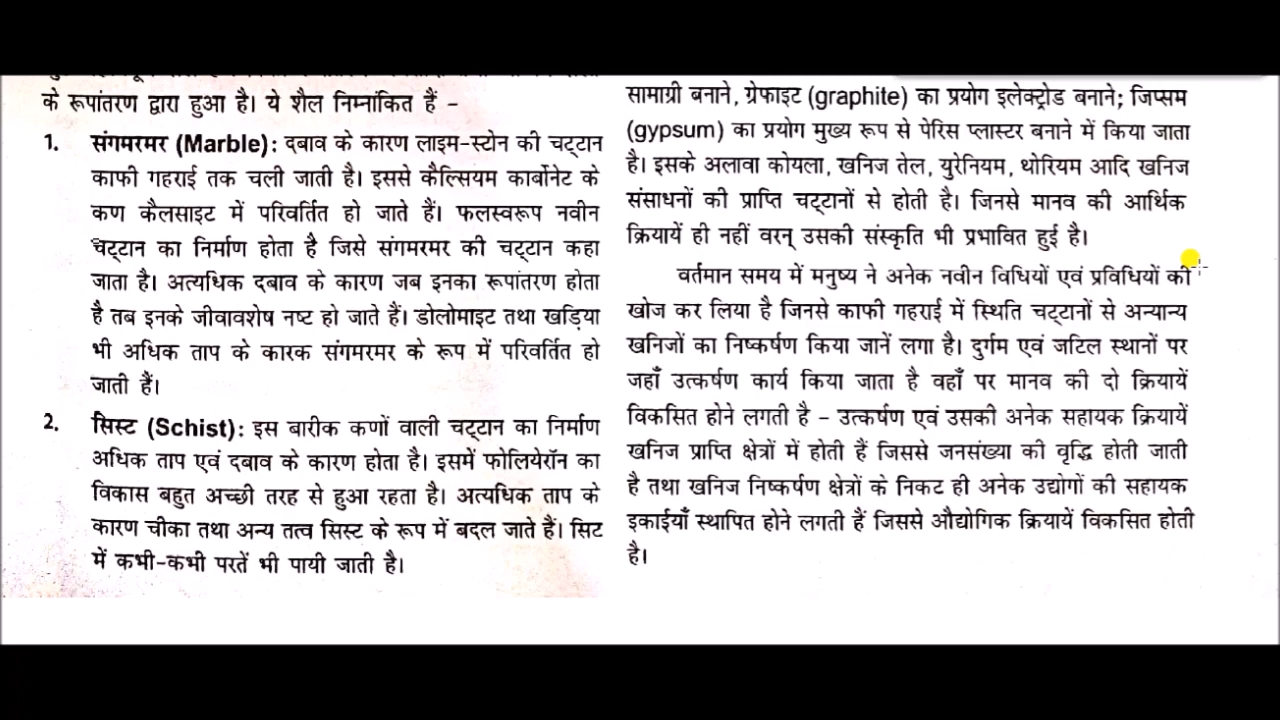 के रूपांतरण द्वारा हुआ है। ये शैल निम्नांकित हैं –
1. संगमरमर (Marble): दबाव के कारण लाइम-स्टोन की चट्टान
काफी गहराई तक चली जाती है। इससे कैल्सियम कार्बोनेट के
कण कैलसाइट में परिवर्तित हो जाते हैं। फलस्वरूप नवीन
चट्टान का निर्माण होता है जिसे संगमरमर की चट्टान कहा
जाता है। अत्यधिक दबाव के कारण जब इनका रूपांतरण होता
है तब इनके जीवावशेष नष्ट हो जाते हैं। डोलोमाइट तथा खड़िया
भी अधिक ताप के कारक संगमरमर के रूप में परिवर्तित हो
जाती हैं।
2. सिस्ट (Schist): इस बारीक कणों वाली चट्टान का निर्माण
अधिक ताप एवं दबाव के कारण होता है। इसमें फोलियेरॉन का
विकास बहुत अच्छी तरह से हुआ रहता है। अत्यधिक ताप के
कारण चीका तथा अन्य तत्व सिस्ट के रूप में बदल जाते हैं। सिट
में कभी-कभी परतें भी पायी जाती है।
सामाग्री बनाने, ग्रेफाइट (graphite) का प्रयोग इलेक्ट्रोड बनाने; जिप्सम
(gypsum) का प्रयोग मुख्य रूप से पेरिस प्लास्टर बनाने में किया जाता
है। इसके अलावा कोयला, खनिज तेल, युरेनियम, थोरियम आदि खनिज
संसाधनों की प्राप्ति चट्टानों से होती है। जिनसे मानव की आर्थिक
क्रियायें ही नहीं वरन् उसकी संस्कृति भी प्रभावित हुई है।
वर्तमान समय में मनुष्य ने अनेक नवीन विधियों एवं प्रविधियों की
खोज कर लिया है जिनसे काफी गहराई में स्थिति चट्टानों से अन्यान्य
खनिजों का निष्कर्षण किया जानें लगा है। दुर्गम एवं जटिल स्थानों पर
जहाँ उत्कर्षण कार्य किया जाता है वहाँ पर मानव की दो क्रियायें
विकसित होने लगती है – उत्कर्षण एवं उसकी अनेक सहायक क्रियायें
खनिज प्राप्ति क्षेत्रों में होती हैं जिससे जनसंख्या की वृद्धि होती जाती
है तथा खनिज निष्कर्षण क्षेत्रों के निकट ही अनेक उद्योगों की सहायक
इकाईयाँ स्थापित होने लगती हैं जिससे औद्योगिक क्रियायें विकसित होती
है।